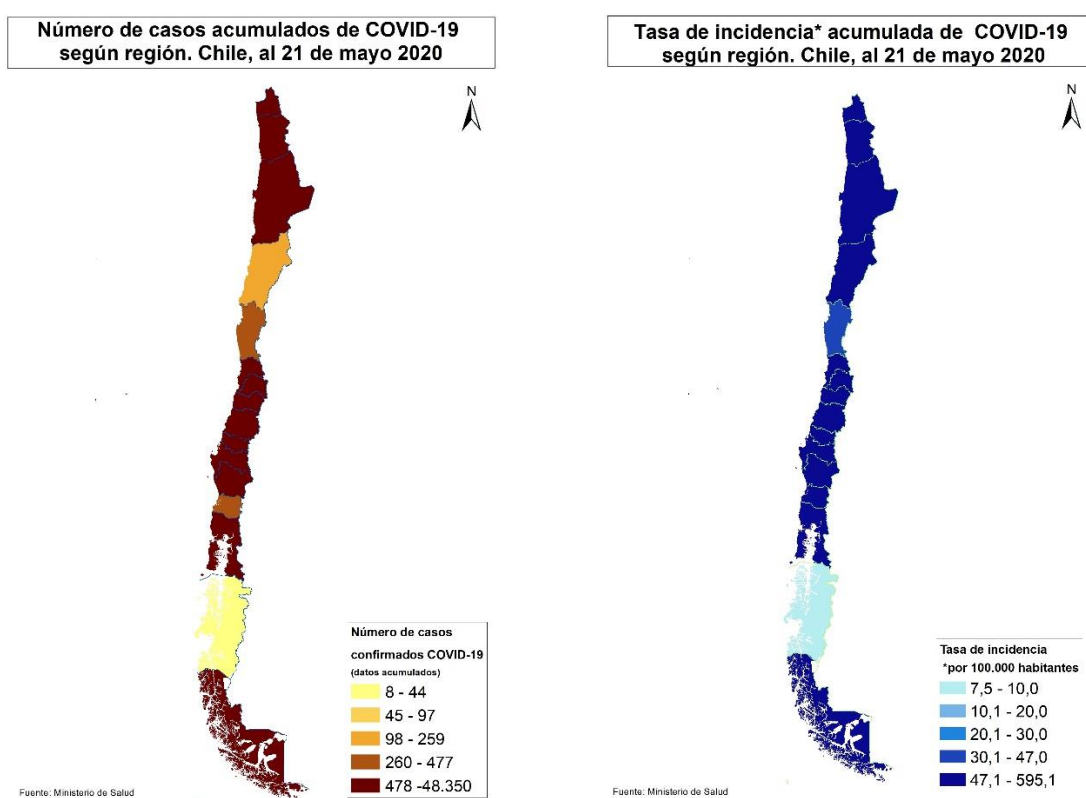 Número de casos acumulados de COVID-19
según región. Chile, al 21 de mayo 2020
N
Número de casos
confirmados COVID-19
(datos acumulados)
8 - 44
45 - 97
98 - 259
260 - 477
478 -48.350
Fuente: Ministerio de Salud
Tasa de incidencia* acumulada de  COVID-19
según región. Chile, al 21 de mayo 2020
N
Tasa de incidencia
*por 100.000 habitantes
7,5 - 10,0
10,1 - 20,0
20,1 - 30,0
30,1 - 47,0
47,1 - 595,1
Fuente: Ministerio de Salud